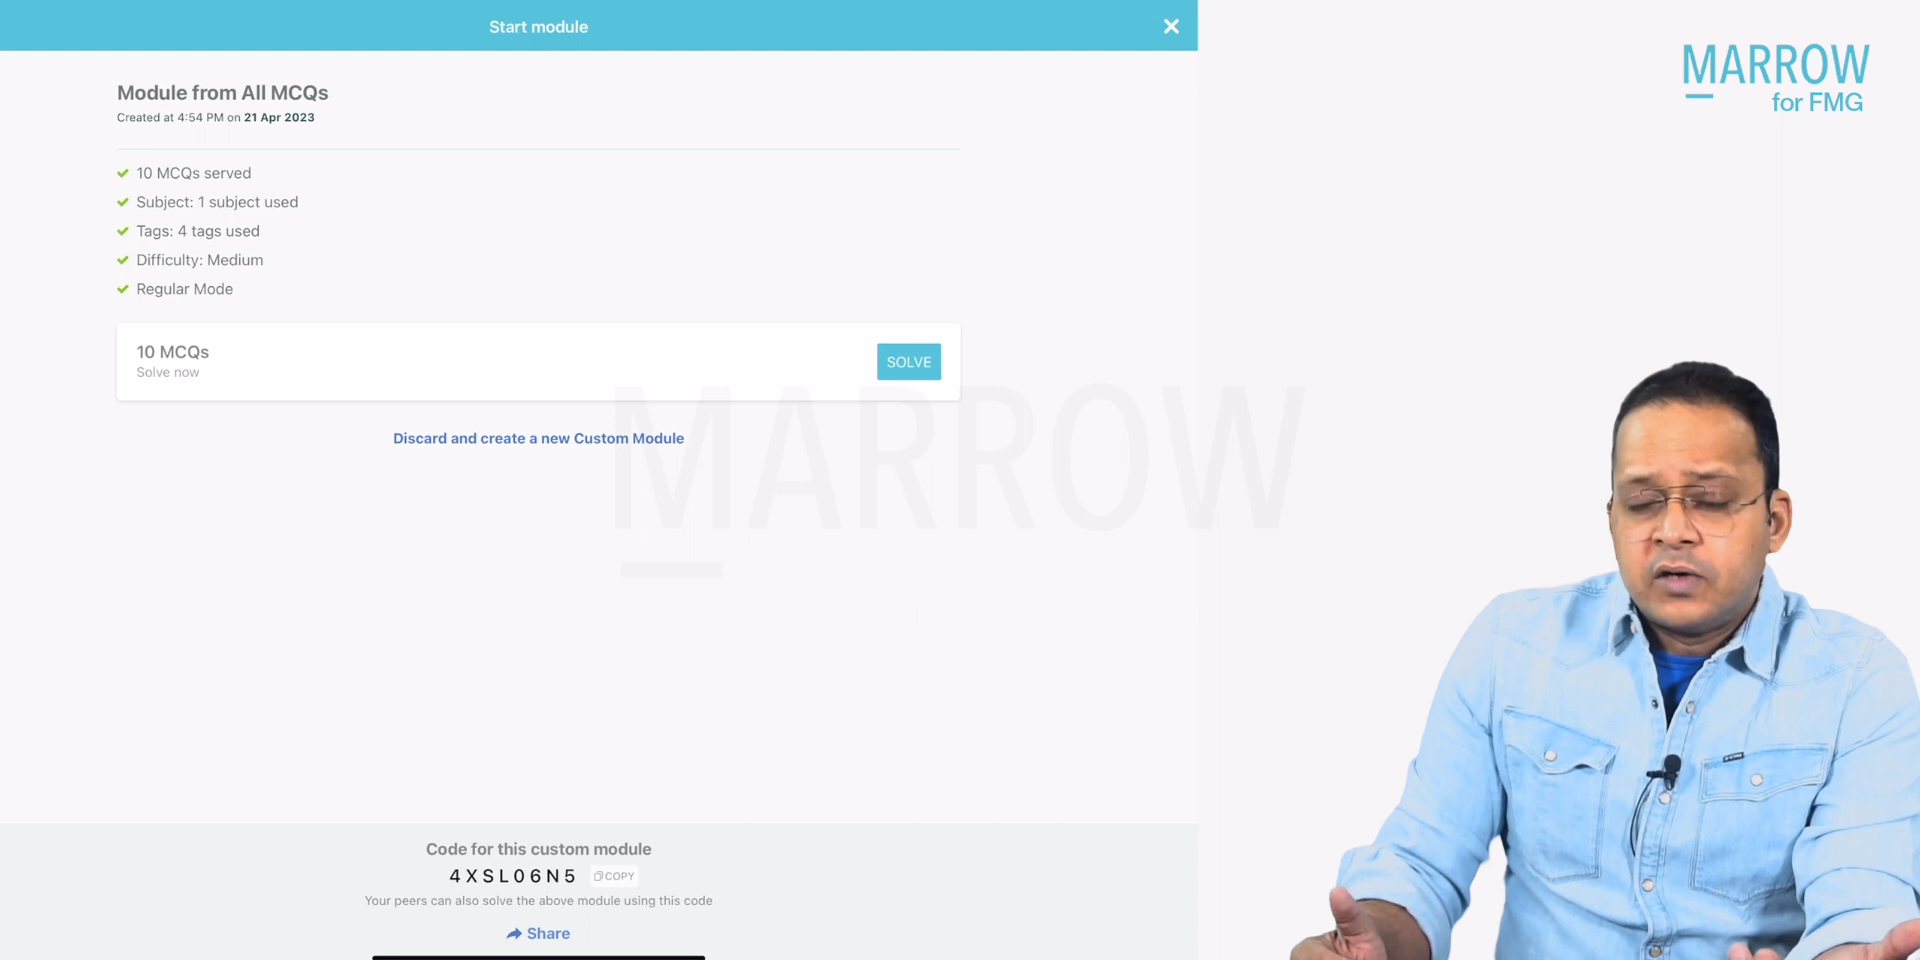 Start module
MARROW
for FMG
Module from All MCQs
Created at 4:54 PM on 21 Apr 2023
10 MCQs served
Subject: 1 subject used
Tags: 4 tags used
Difficulty: Medium
Regular Mode
10 MCQs
Solve now
SOLVE
MARROW
Discard and create a new Custom Module
Code for this custom module
4XSL06N5
COPY
Your peers can also solve the above module using this code
Share